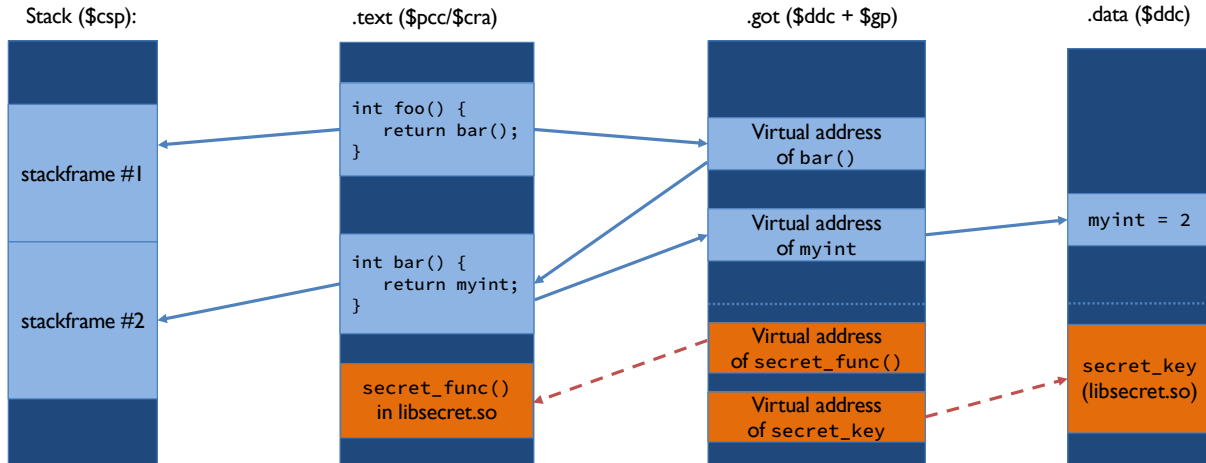 Stack ($csp):
.text ($pcc/$cra)
.got ($ddc + $gp)
.data ($ddc)
stackframe #1
stackframe #2
int foo() {
return bar();
}
int bar() {
return myint;
}
secret_func()
in libsecret.so
Virtual address
of bar()
Virtual address
of myint
Virtual address
of secret_func()
Virtual address
of secret_key
myint = 2
secret_key
(libsecret.so)